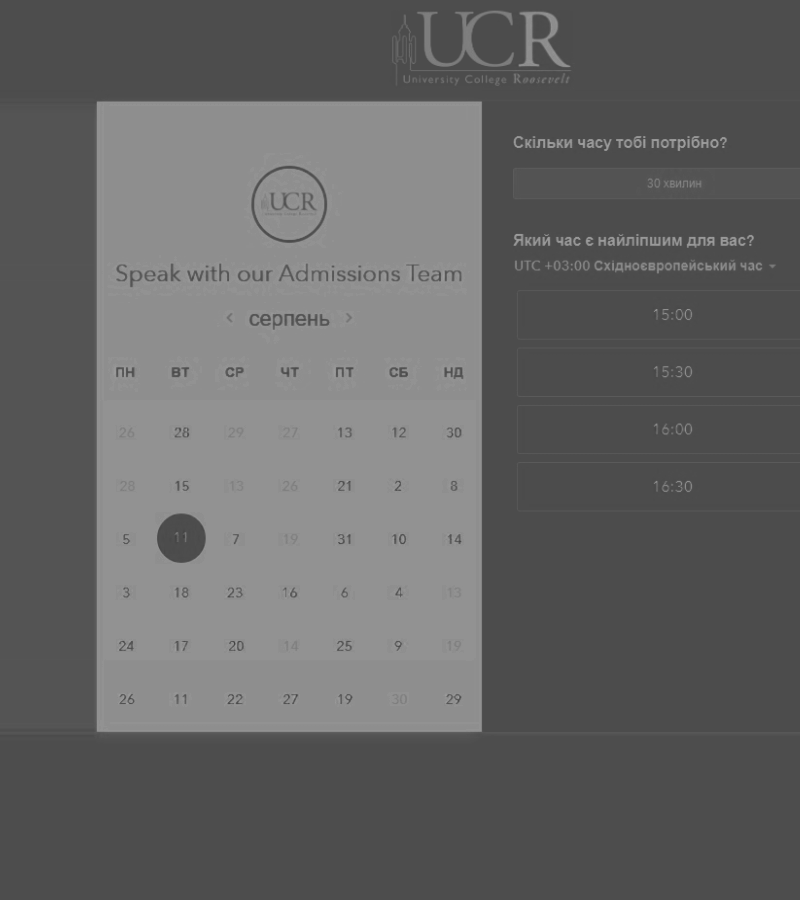 UCR
University College Roosevelt
UCR
Speak with our Admissions Team
серпень
ПН ВТ СР ЧТ ПТ СБ НД
26 28 29 27 13 12 30
28 15 13 26 21 2 8
5 11 7 19 31 10 14
3 18 23 16 6 4 13
24 17 20 14 25 9 19
26 11 22 27 19 30 29
Скільки часу тобі потрібно?
30 хвилин
Який час є найліпшим для вас?
UTC +03:00 Східноєвропейський час
15:00
15:30
16:00
16:30